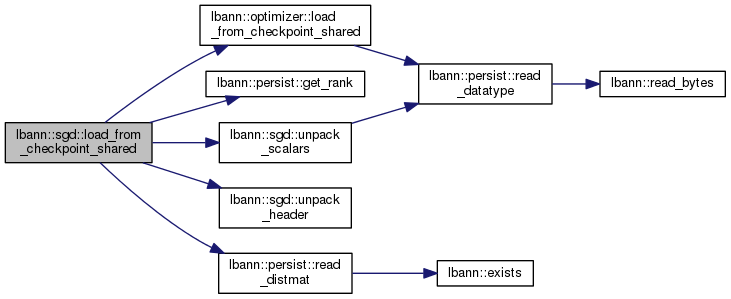 lbann::sgd::load_from
_checkpoint_shared
lbann::optimizer::load
_from_checkpoint_shared
lbann::persist::get_rank
lbann::sgd::unpack
_scalars
lbann::sgd::unpack
_header
lbann::persist::read
_distmat
lbann::persist::read
_datatype
lbann::exists
lbann::read_bytes